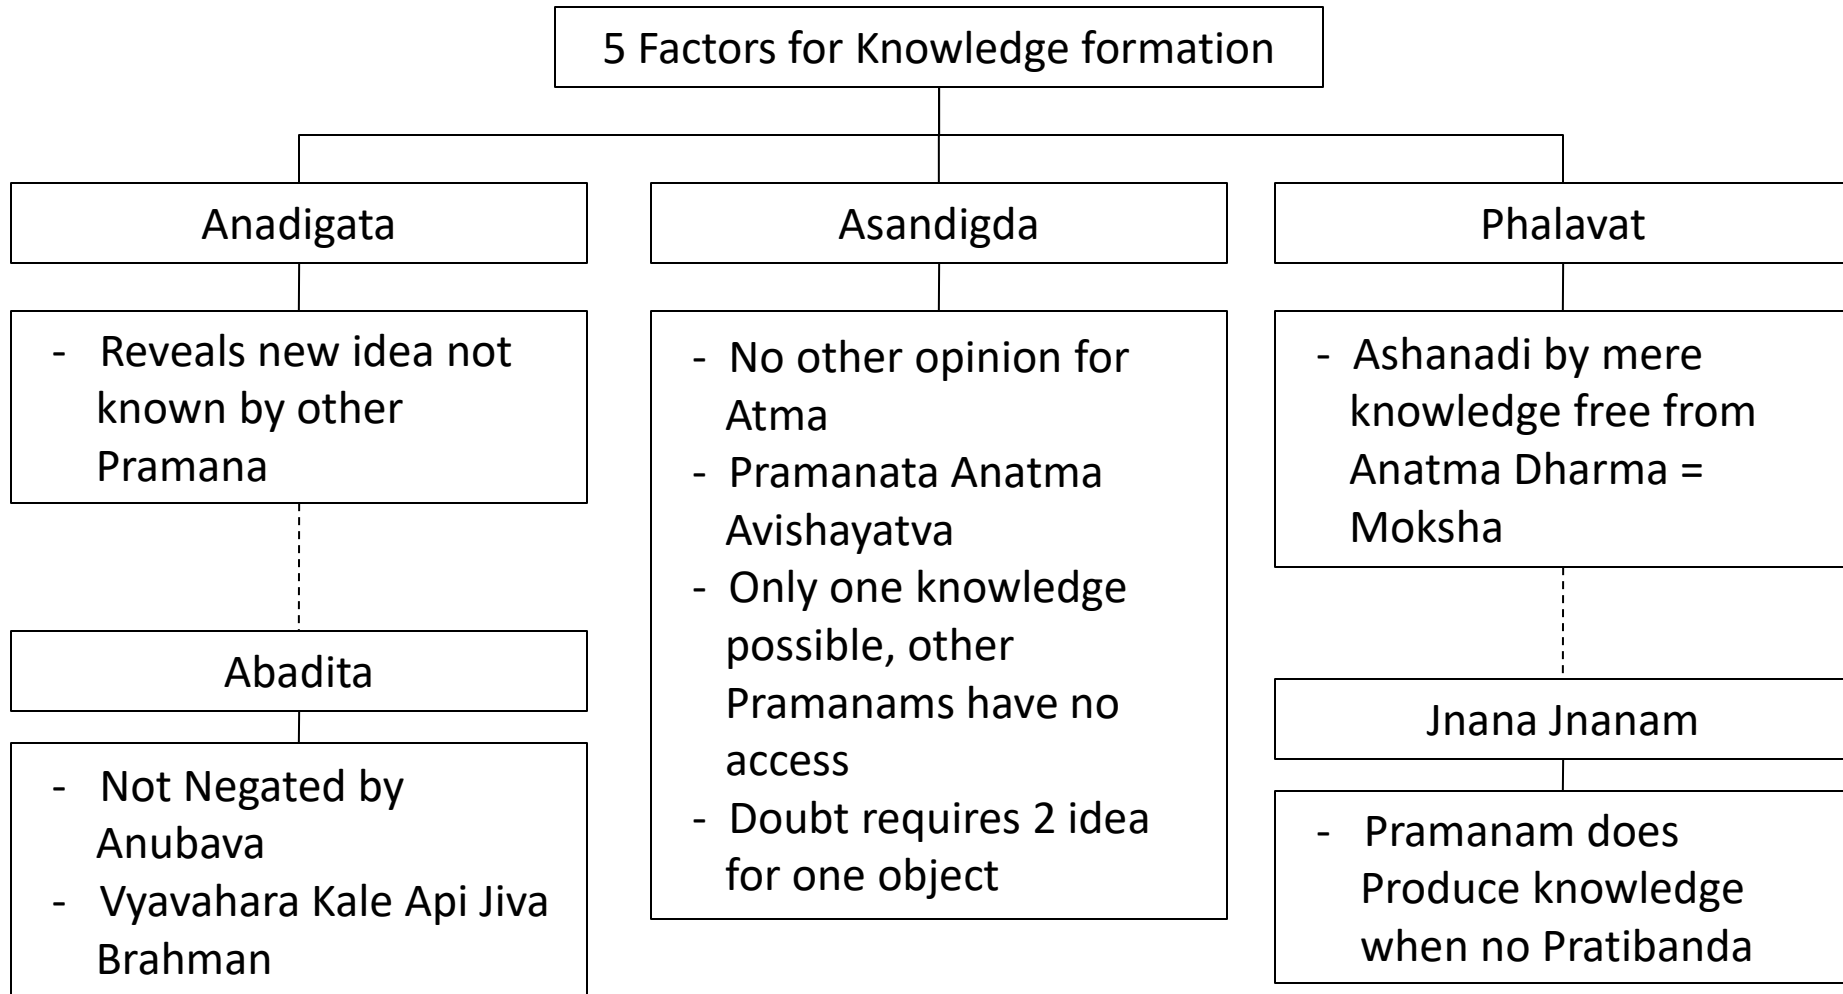 5 Factors for Knowledge formation
Anadigata
- Reveals new idea not
known by other
Pramana
Abadita
- Not Negated by
Anubava
- Vyavahara Kale Api Jiva
Brahman
Asandigda
- No other opinion for
Atma
- Pramanata Anatma
Avishayatva
- Only one knowledge
possible, other
Pramanams have no
access
- Doubt requires 2 idea
for one object
Phalavat
- Ashanadi by mere
knowledge free from
Anatma Dharma =
Moksha
Jnana Jnanam
- Pramanam does
Produce knowledge
when no Pratibanda